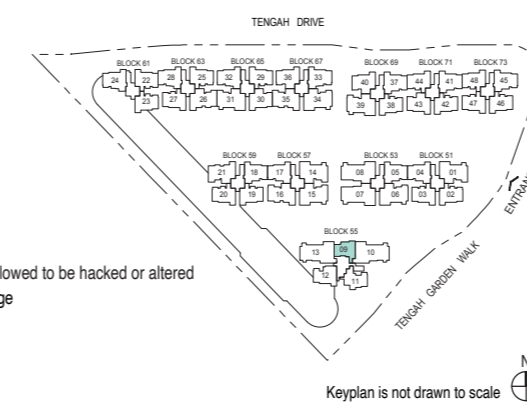 TENGAH DRIVE
BLOCK 61
BLOCK 63
BLOCK 65
BLOCK 67
BLOCK 69
BLOCK 71
BLOCK 73
24 22 28 25 32 29 36 33 40 37 44 41 48 45
23 27 26 31 30 35 34 39 38 43 42 47 46
BLOCK 59
BLOCK 57
BLOCK 53
BLOCK 51
21 18 17 14 08 05 04 01
20 19 16 15 07 06 03 02
BLOCK 55
13 09 10
12 11
TENGAH GARDEN WALK
lowed to be hacked or altered
ge
N
Keyplan is not drawn to scale